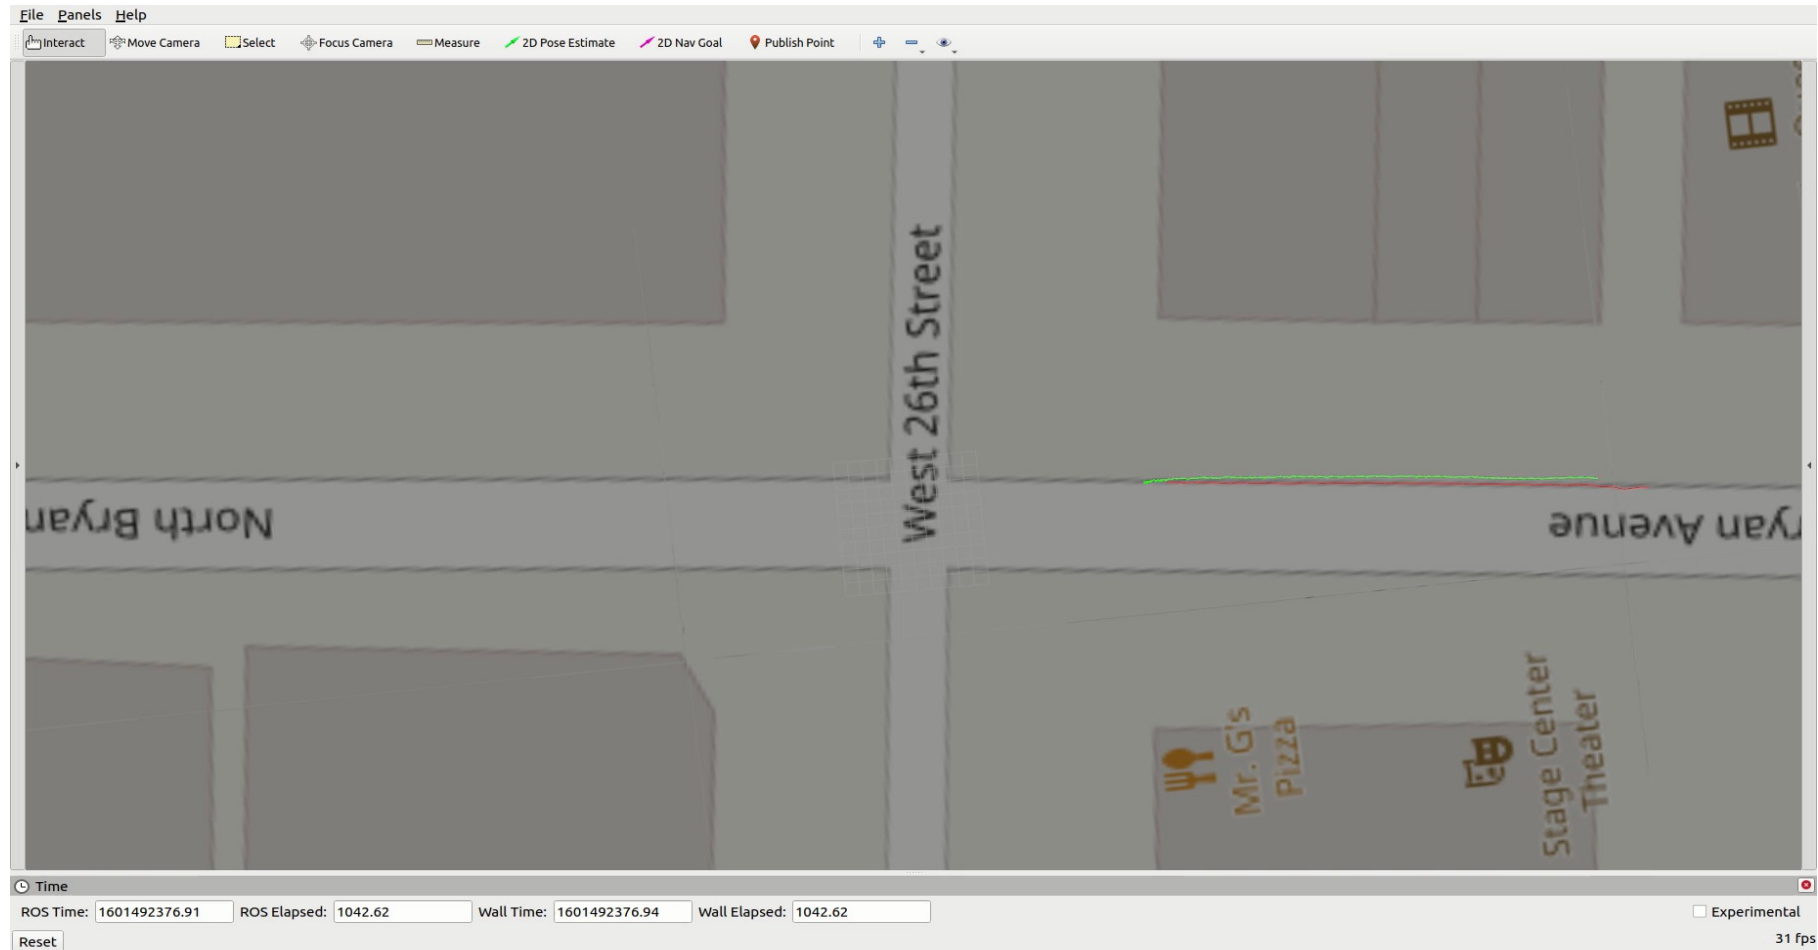 File Panels Help
Interact Move Camera Select Focus Camera Measure 2D Pose Estimate 2D Nav Goal Publish Point
West 26th Street
North Bryan
ryan Avenue
Mr. G's
Pizza
Stage Center
Theater
Time
ROS Time: 1601492376.91 ROS Elapsed: 1042.62 Wall Time: 1601492376.94 Wall Elapsed: 1042.62 Experimental
Reset 31 fps